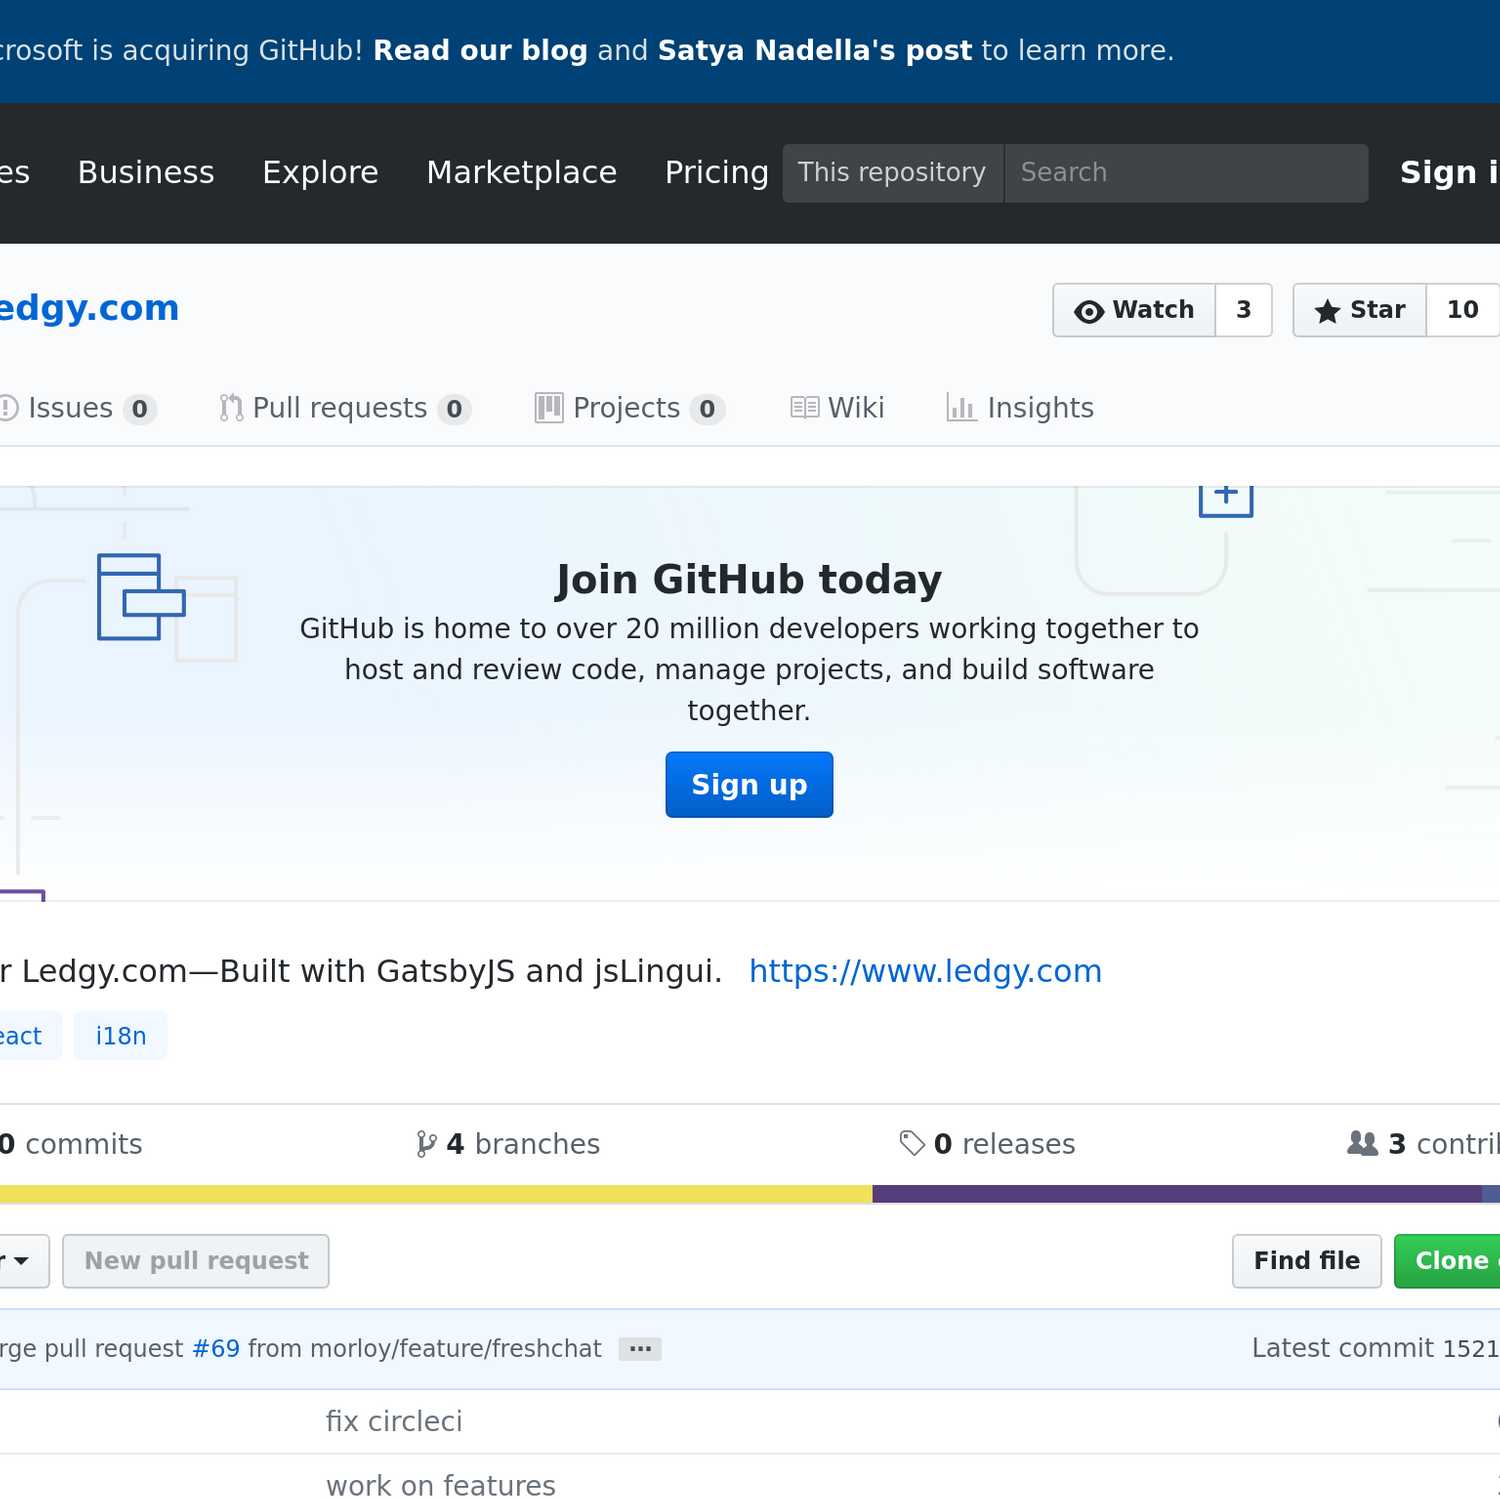 crosoft is acquiring GitHub! Read our blog and Satya Nadella's post to learn more.
es Business Explore Marketplace Pricing This repository Search Sign i
edgy.com Watch 3 Star 10
Issues 0 Pull requests 0 Projects 0 Wiki Insights
Join GitHub today
GitHub is home to over 20 million developers working together to
host and review code, manage projects, and build software
together.
Sign up
r Ledgy.com—Built with GatsbyJS and jsLingui. https://www.ledgy.com
eact i18n
0 commits 4 branches 0 releases 3 contrib
r New pull request Find file Clone
rge pull request #69 from morloy/feature/freshchat ... Latest commit 1521
fix circleci
work on features